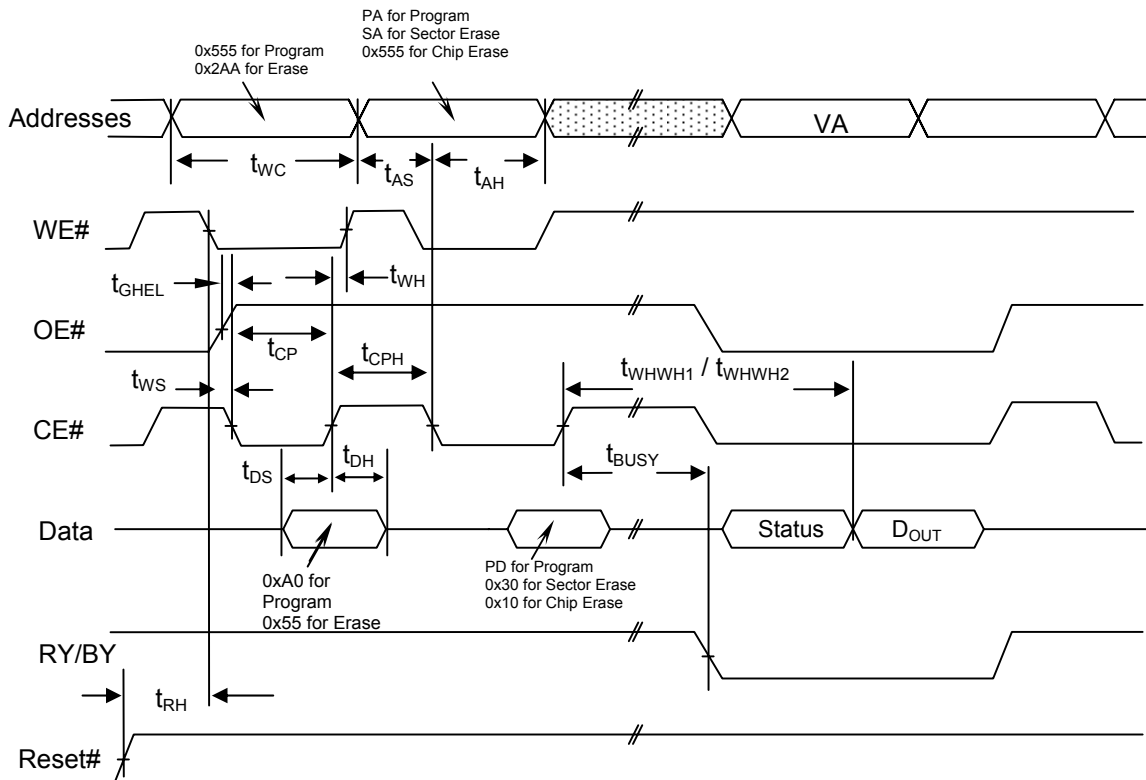 PA for Program
SA for Sector Erase
0x555 for Chip Erase
0x555 for Program
0x2AA for Erase
Addresses
VA
tWC
tAS
tAH
WE#
tGHEL
tWH
OE#
tCP
tCPH
tWHWH1 / tWHWH2
tWS
CE#
tDS
tDH
tBUSY
Data
Status
DOUT
0xA0 for
Program
0x55 for Erase
PD for Program
0x30 for Sector Erase
0x10 for Chip Erase
RY/BY
tRH
Reset#